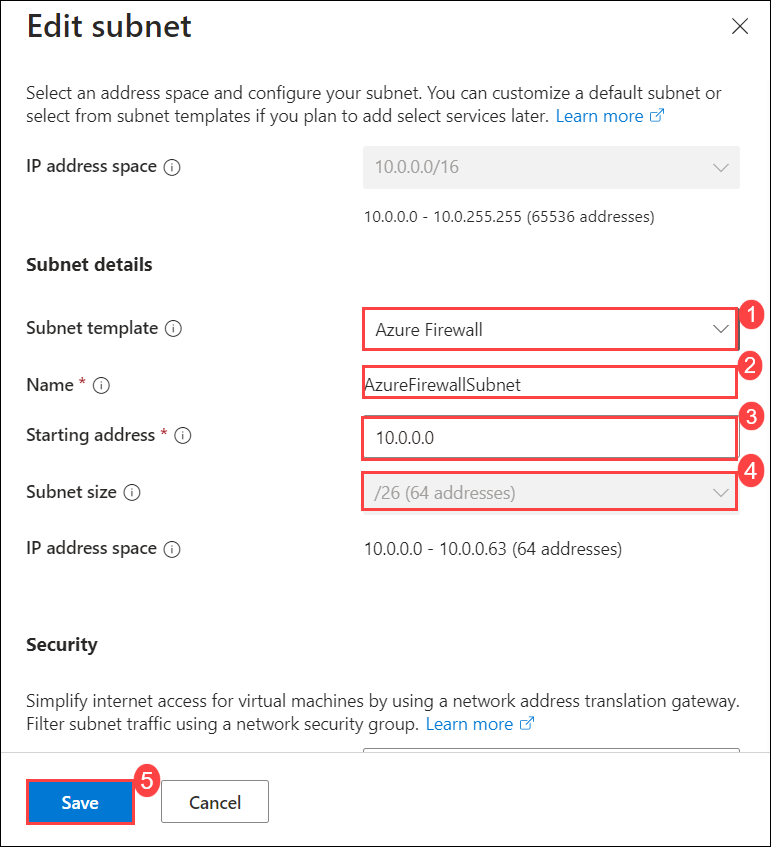 Edit subnet
Select an address space and configure your subnet. You can customize a default subnet or
select from subnet templates if you plan to add select services later. Learn more
IP address space
10.0.0.0/16
10.0.0.0 - 10.0.255.255 (65536 addresses)
Subnet details
Subnet template
Azure Firewall
1
Name *
AzureFirewallSubnet
2
Starting address *
10.0.0.0
3
Subnet size
/26 (64 addresses)
4
IP address space
10.0.0.0 - 10.0.0.63 (64 addresses)
Security
Simplify internet access for virtual machines by using a network address translation gateway.
Filter subnet traffic using a network security group. Learn more
Save
5
Cancel